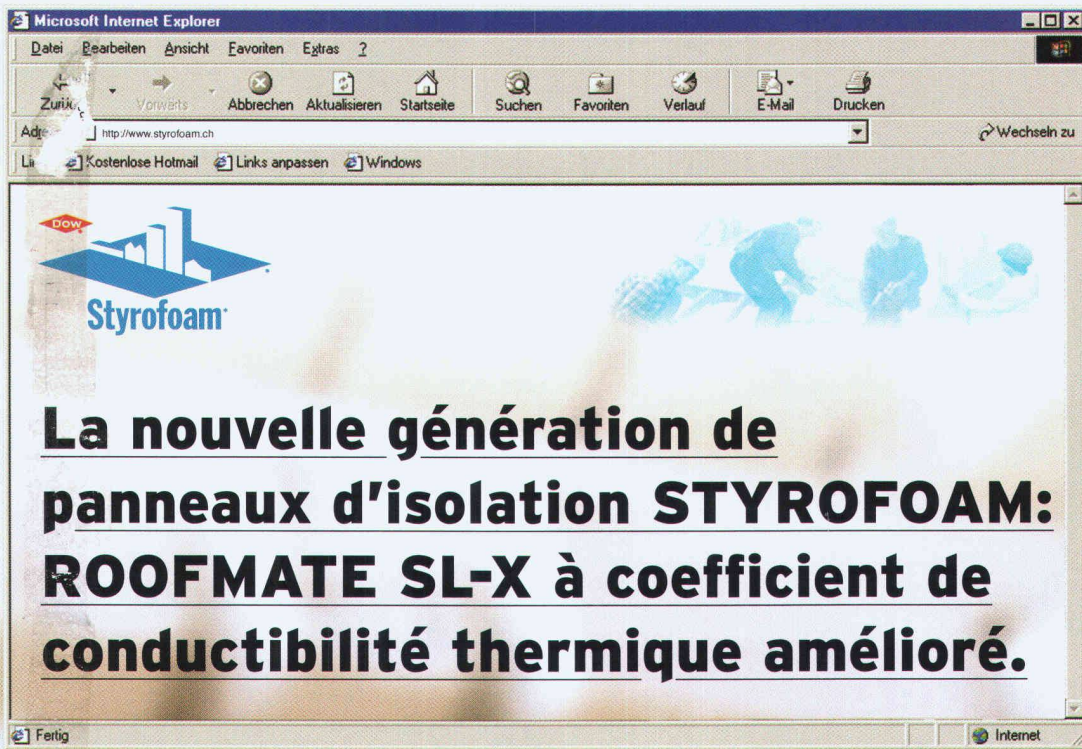 Microsoft Internet Explorer
Datei Bearbeiten Ansicht Favoriten Extras ?
Vorwärts Abbrechen Aktualisieren Startseite Suchen Favoriten Verlauf E-Mail Drucken
http://www.styrofoam.ch Wechseln zu
Kostenlose Hotmail Links anpassen Windows
DOW
Styrofoam
La nouvelle génération de
panneaux d'isolation STYROFOAM:
ROOFMATE SL-X à coefficient de
conductibilité thermique amélioré.
Fertig Internet